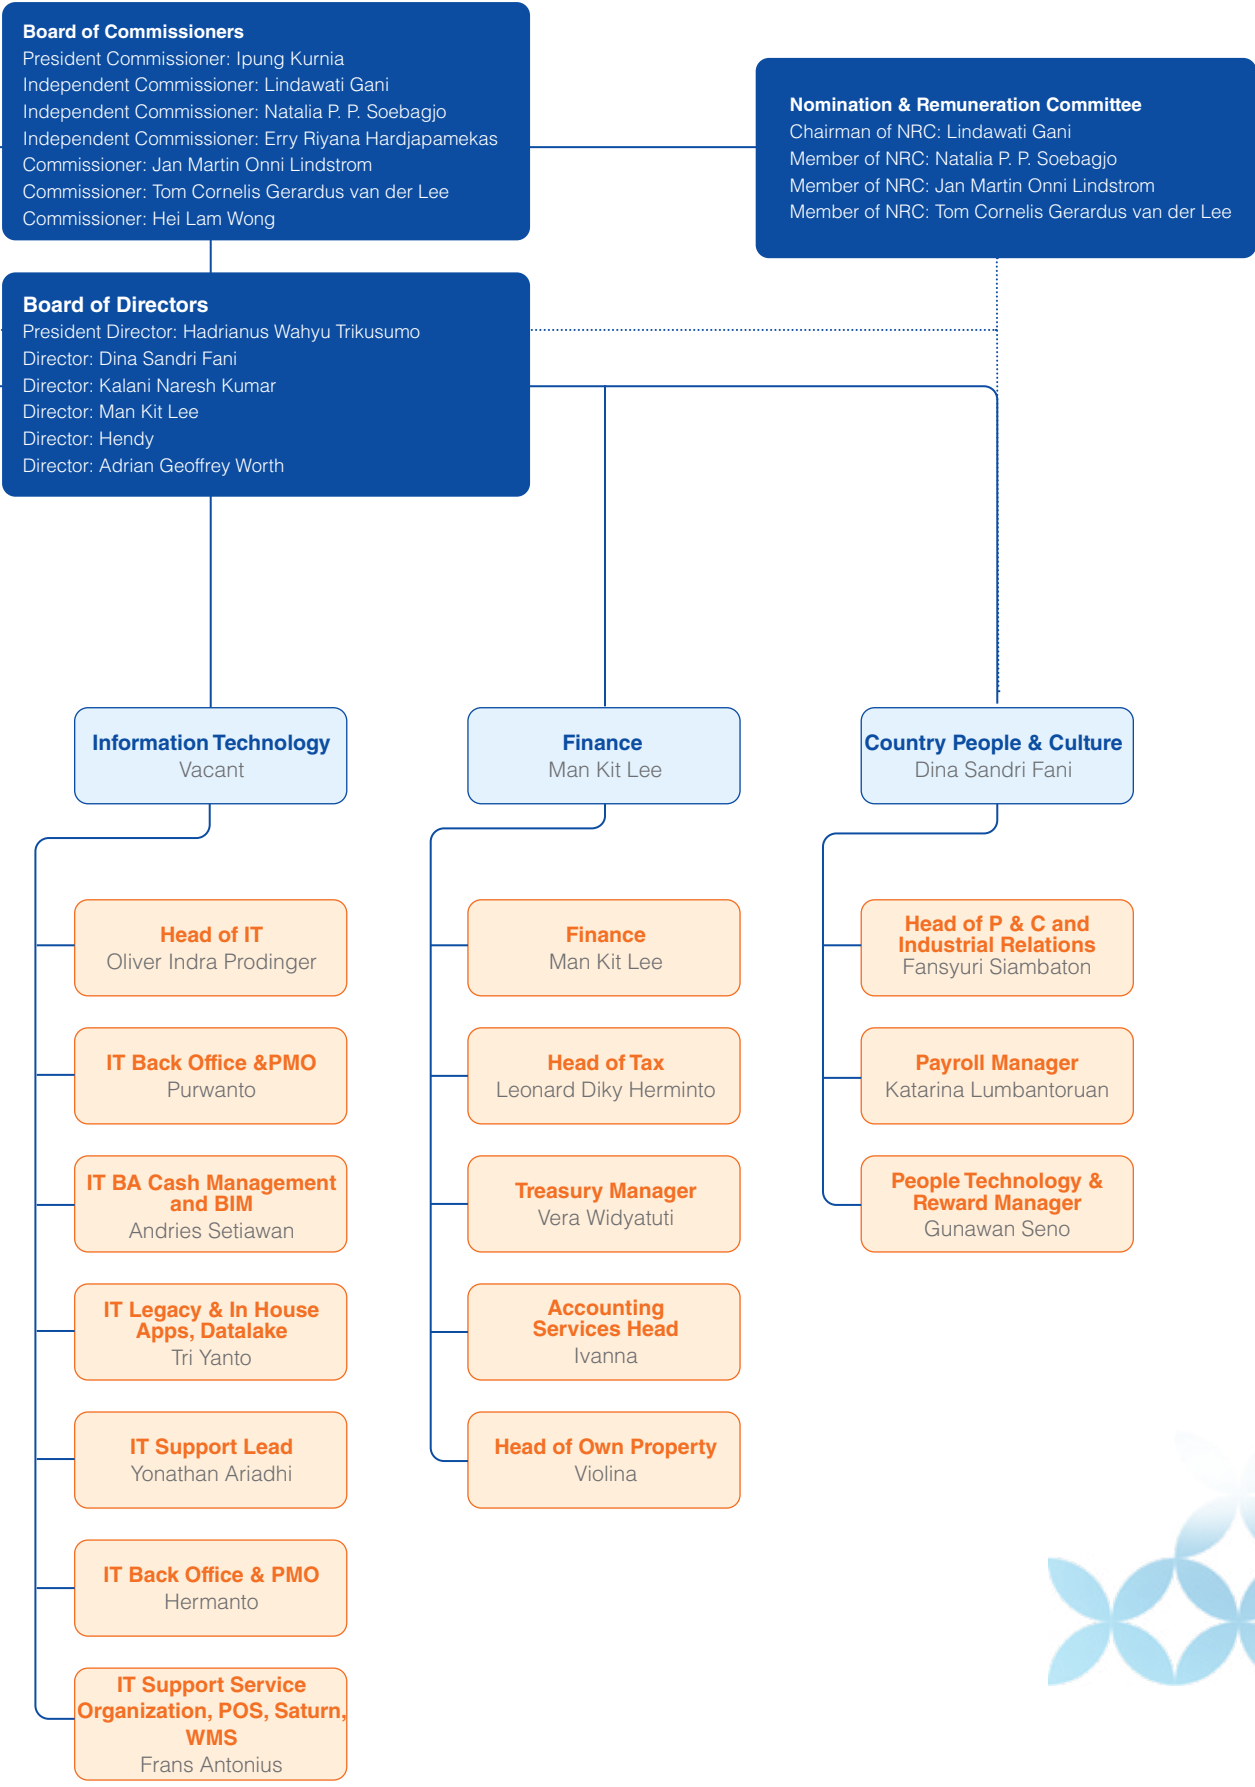 Board of Commissioners
President Commissioner: Ipung Kurnia
Independent Commissioner: Lindawati Gani
Independent Commissioner: Natalia P. P. Soebagjo
Independent Commissioner: Erry Riyana Hardjapamekas
Commissioner: Jan Martin Onni Lindstrom
Commissioner: Tom Cornelis Gerardus van der Lee
Commissioner: Hei Lam Wong
Nomination & Remuneration Committee
Chairman of NRC: Lindawati Gani
Member of NRC: Natalia P. P. Soebagjo
Member of NRC: Jan Martin Onni Lindstrom
Member of NRC: Tom Cornelis Gerardus van der Lee
Board of Directors
President Director: Hadrianus Wahyu Trikusumo
Director: Dina Sandri Fani
Director: Kalani Naresh Kumar
Director: Man Kit Lee
Director: Hendy
Director: Adrian Geoffrey Worth
Information Technology
Vacant
Head of IT
Oliver Indra Prodinger
IT Back Office &PMO
Purwanto
IT BA Cash Management
and BIM
Andries Setiawan
IT Legacy & In House
Apps, Datalake
Tri Yanto
IT Support Lead
Yonathan Ariadhi
IT Back Office & PMO
Hermanto
IT Support Service
Organization, POS, Saturn,
WMS
Frans Antonius
Finance
Man Kit Lee
Finance
Man Kit Lee
Head of Tax
Leonard Diky Herminto
Treasury Manager
Vera Widyatuti
Accounting
Services Head
Ivanna
Head of Own Property
Violina
Country People & Culture
Dina Sandri Fani
Head of P & C and
Industrial Relations
Fansyuri Siambaton
Payroll Manager
Katarina Lumbantoruan
People Technology &
Reward Manager
Gunawan Seno